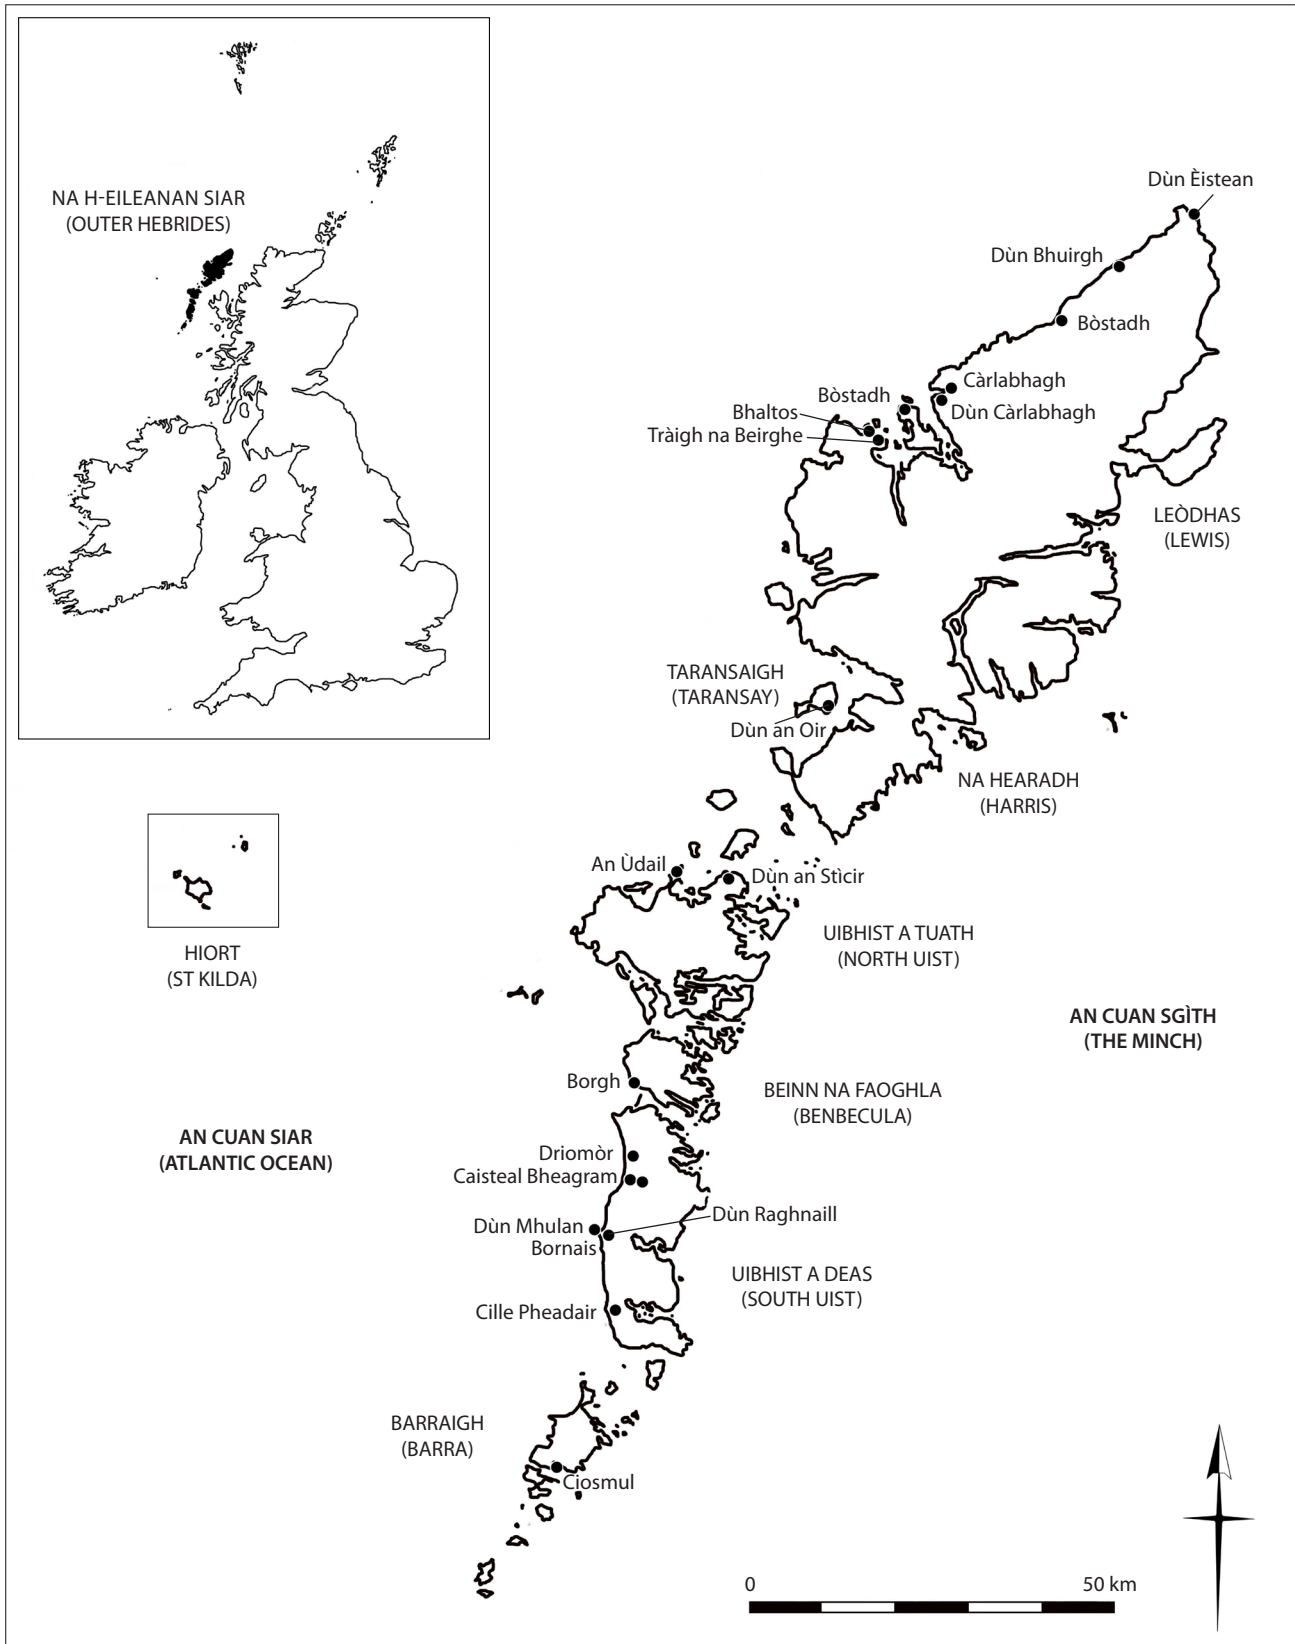 NA H-EILEANAN SIAR
(OUTER HEBRIDES)
Dùn Èistean
Dùn Bhuirgh
Bòstadh
Càrlabhagh
Bòstadh
Dùn Càrlabhagh
Bhaltos
Tràigh na Beirghe
LEÒDHAS
(LEWIS)
TARANSAIGH
(TARANSAY)
Dùn an Oir
NA HEARADH
(HARRIS)
An Ùdail
Dùn an Stìcir
HIORT
(ST KILDA)
UIBHIST A TUATH
(NORTH UIST)
AN CUAN SGÌTH
(THE MINCH)
Borgh
BEINN NA FAOGHLA
(BENBECULA)
AN CUAN SIAR
(ATLANTIC OCEAN)
Driomòr
Caisteal Bheagram
Dùn Mhulan
Dùn Raghnaill
Bornais
UIBHIST A DEAS
(SOUTH UIST)
Cille Pheadair
BARRAIGH
(BARRA)
Ciosmul
0 50 km